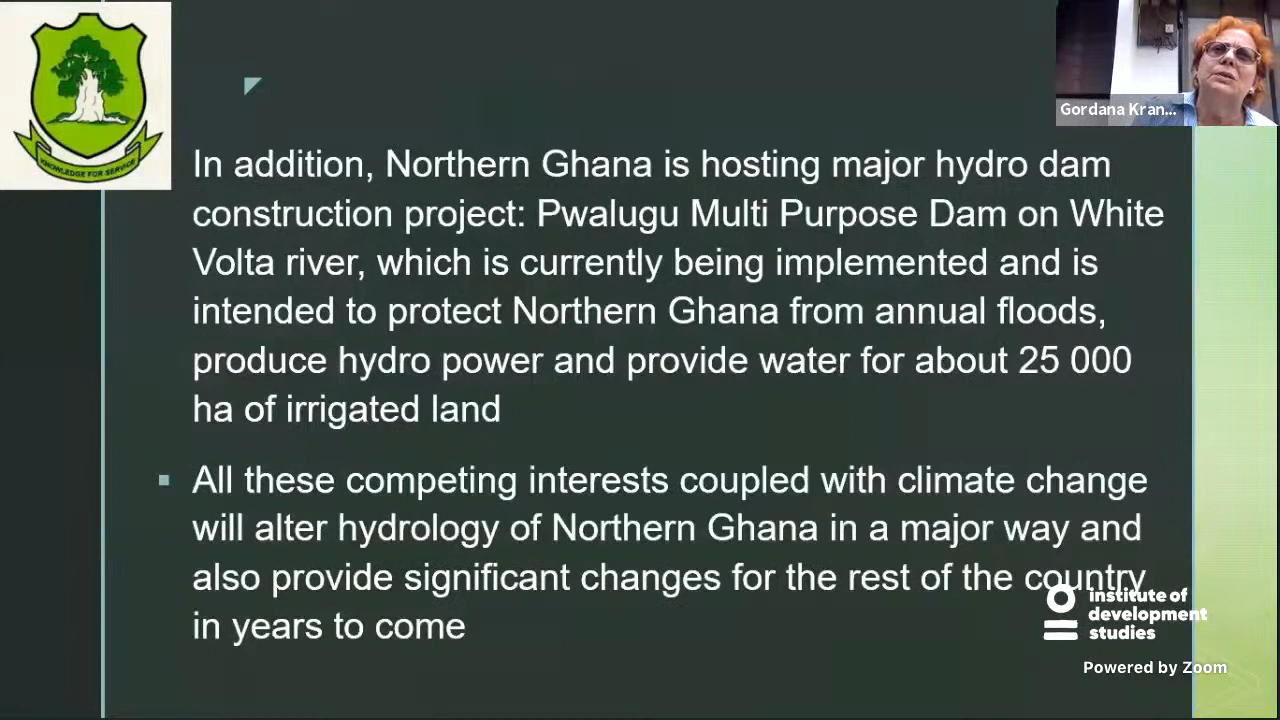 KNOWLEDGE FOR SERVICE
Gordana Kran...
In addition, Northern Ghana is hosting major hydro dam
construction project: Pwalugu Multi Purpose Dam on White
Volta river, which is currently being implemented and is
intended to protect Northern Ghana from annual floods,
produce hydro power and provide water for about 25 000
ha of irrigated land
All these competing interests coupled with climate change
will alter hydrology of Northern Ghana in a major way and
also provide significant changes for the rest of the country
in years to come
institute of
development
studies
Powered by Zoom